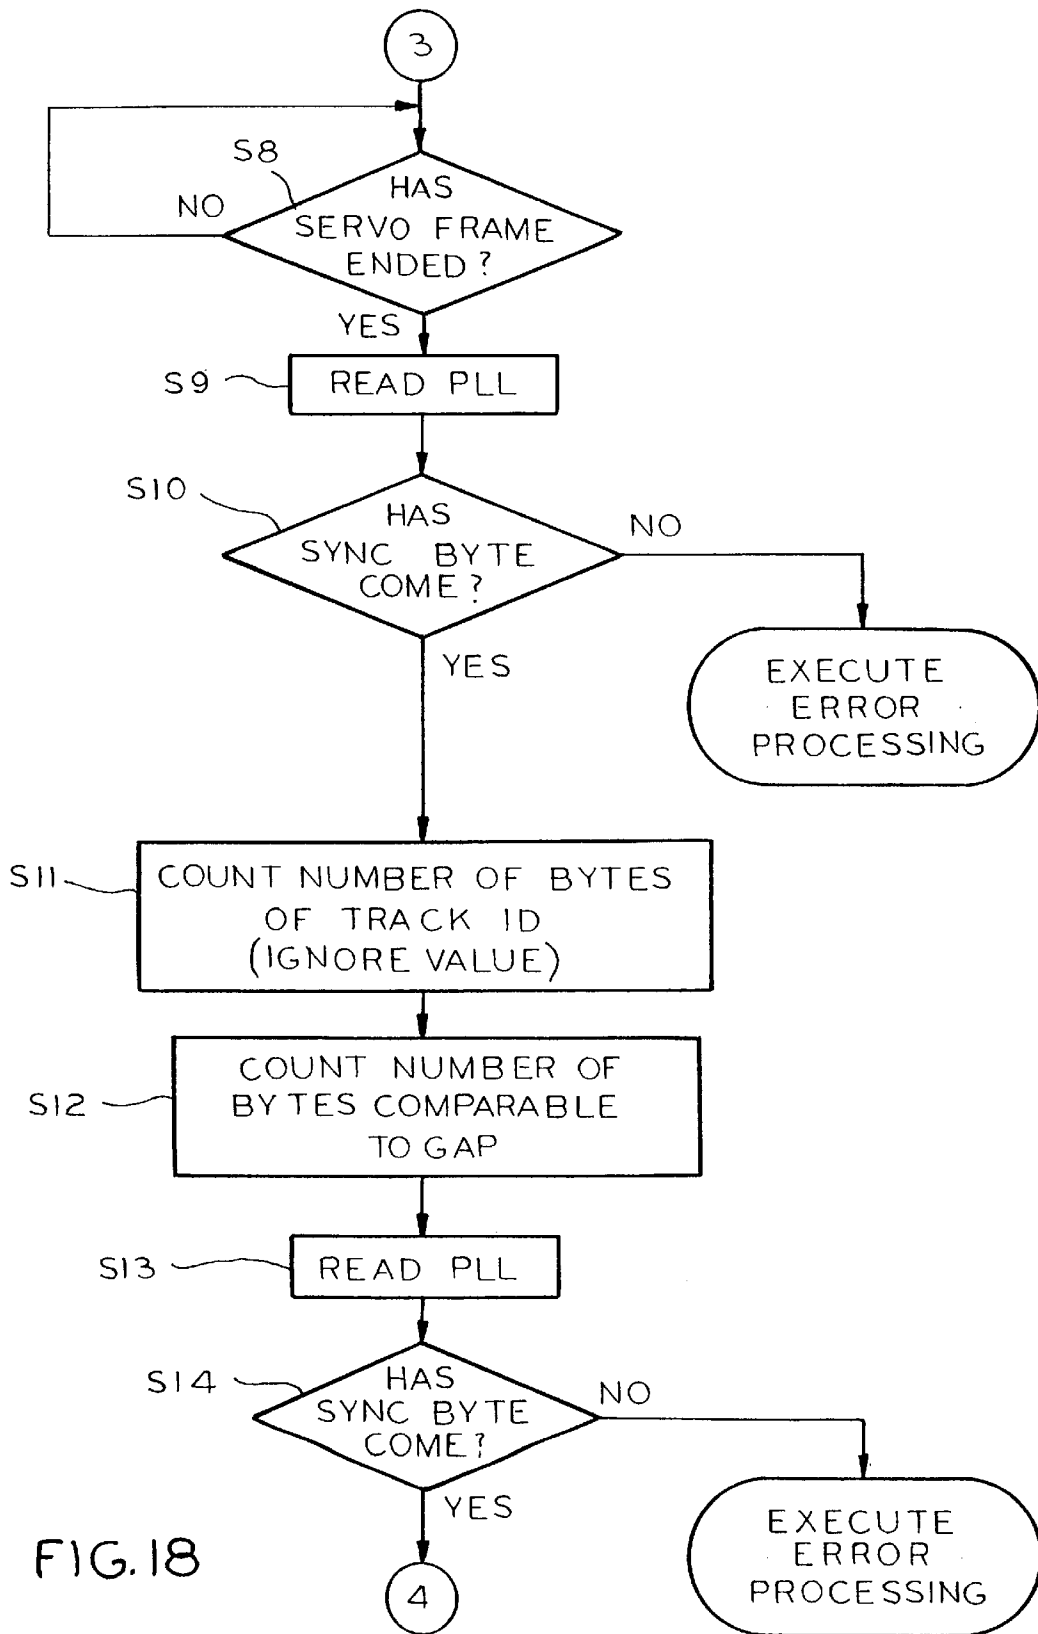 3
S8
HAS
SERVO FRAME
ENDED?
NO
YES
S9
READ PLL
S10
HAS
SYNC BYTE
COME?
NO
YES
EXECUTE
ERROR
PROCESSING
S11
COUNT NUMBER OF BYTES
OF TRACK ID
(IGNORE VALUE)
S12
COUNT NUMBER OF
BYTES COMPARABLE
TO GAP
S13
READ PLL
S14
HAS
SYNC BYTE
COME?
NO
YES
EXECUTE
ERROR
PROCESSING
4
FIG.18